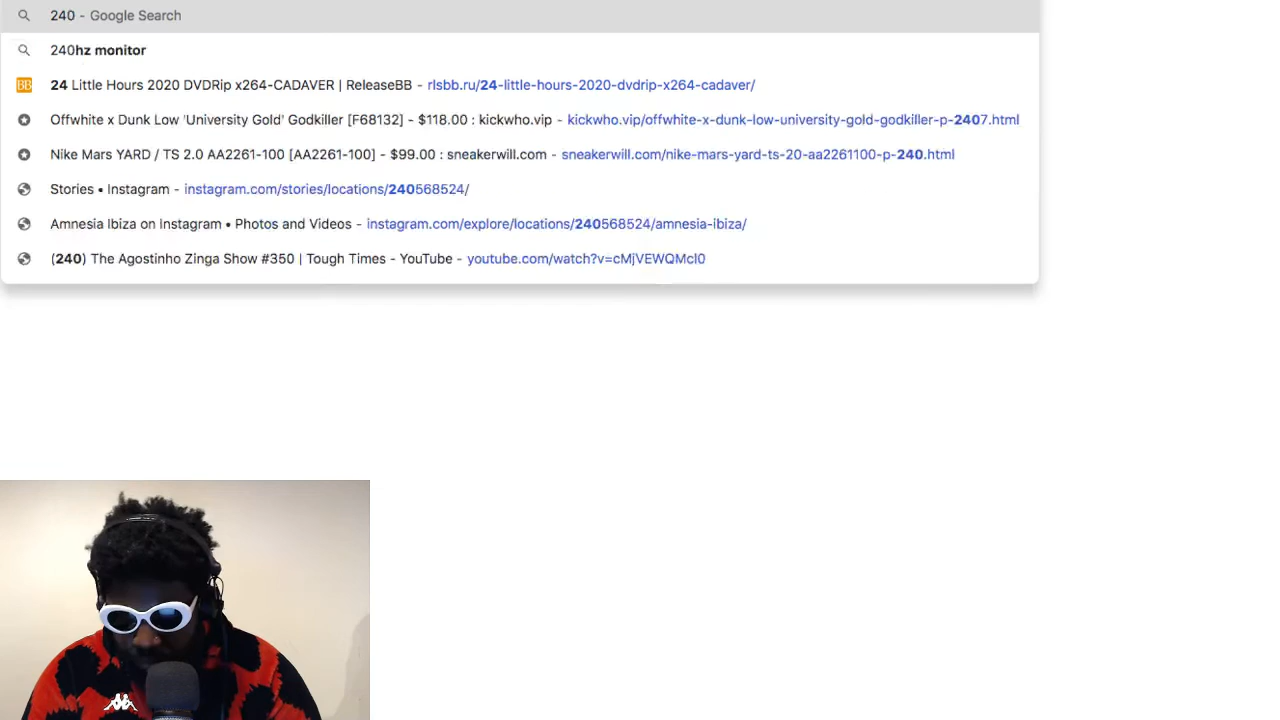 240 - Google Search
240hz monitor
24 Little Hours 2020 DVDRip x264-CADAVER | ReleaseBB - rlsbb.ru/24-little-hours-2020-dvdrip-x264-cadaver/
Offwhite x Dunk Low 'University Gold' Godkiller [F68132] - $118.00 : kickwho.vip - kickwho.vip/offwhite-x-dunk-low-university-gold-godkiller-p-2407.html
Nike Mars YARD / TS 2.0 AA2261-100 [AA2261-100] - $99.00 : sneakerwill.com - sneakerwill.com/nike-mars-yard-ts-20-aa2261100-p-240.html
Stories • Instagram - instagram.com/stories/locations/240568524/
Amnesia Ibiza on Instagram • Photos and Videos - instagram.com/explore/locations/240568524/amnesia-ibiza/
(240) The Agostinho Zinga Show #350 | Tough Times - YouTube - youtube.com/watch?v=cMjVEWQMcI0